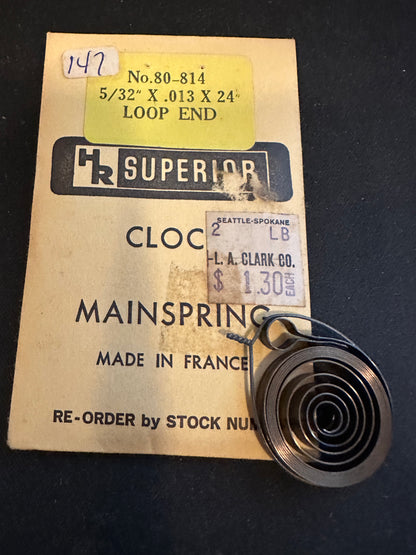 147
No.80-814
5/32" X .013 X 24"
LOOP END
HR SUPERIOR
SEATTLE-SPOKANE
2 LB
L. A. CLARK CO.
$ 1.30 EACH
CLOC
MAINSPRING
MADE IN FRANCE
RE-ORDER by STOCK NUM